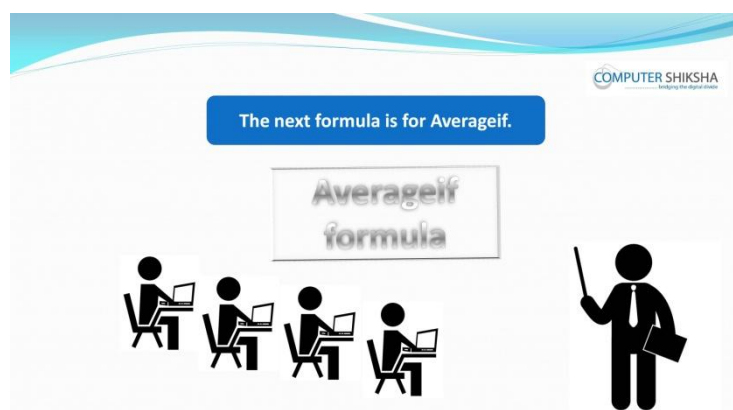 COMPUTER SHIKSHA
bridging the digital divide
The next formula is for Averageif.
Averageif
formula